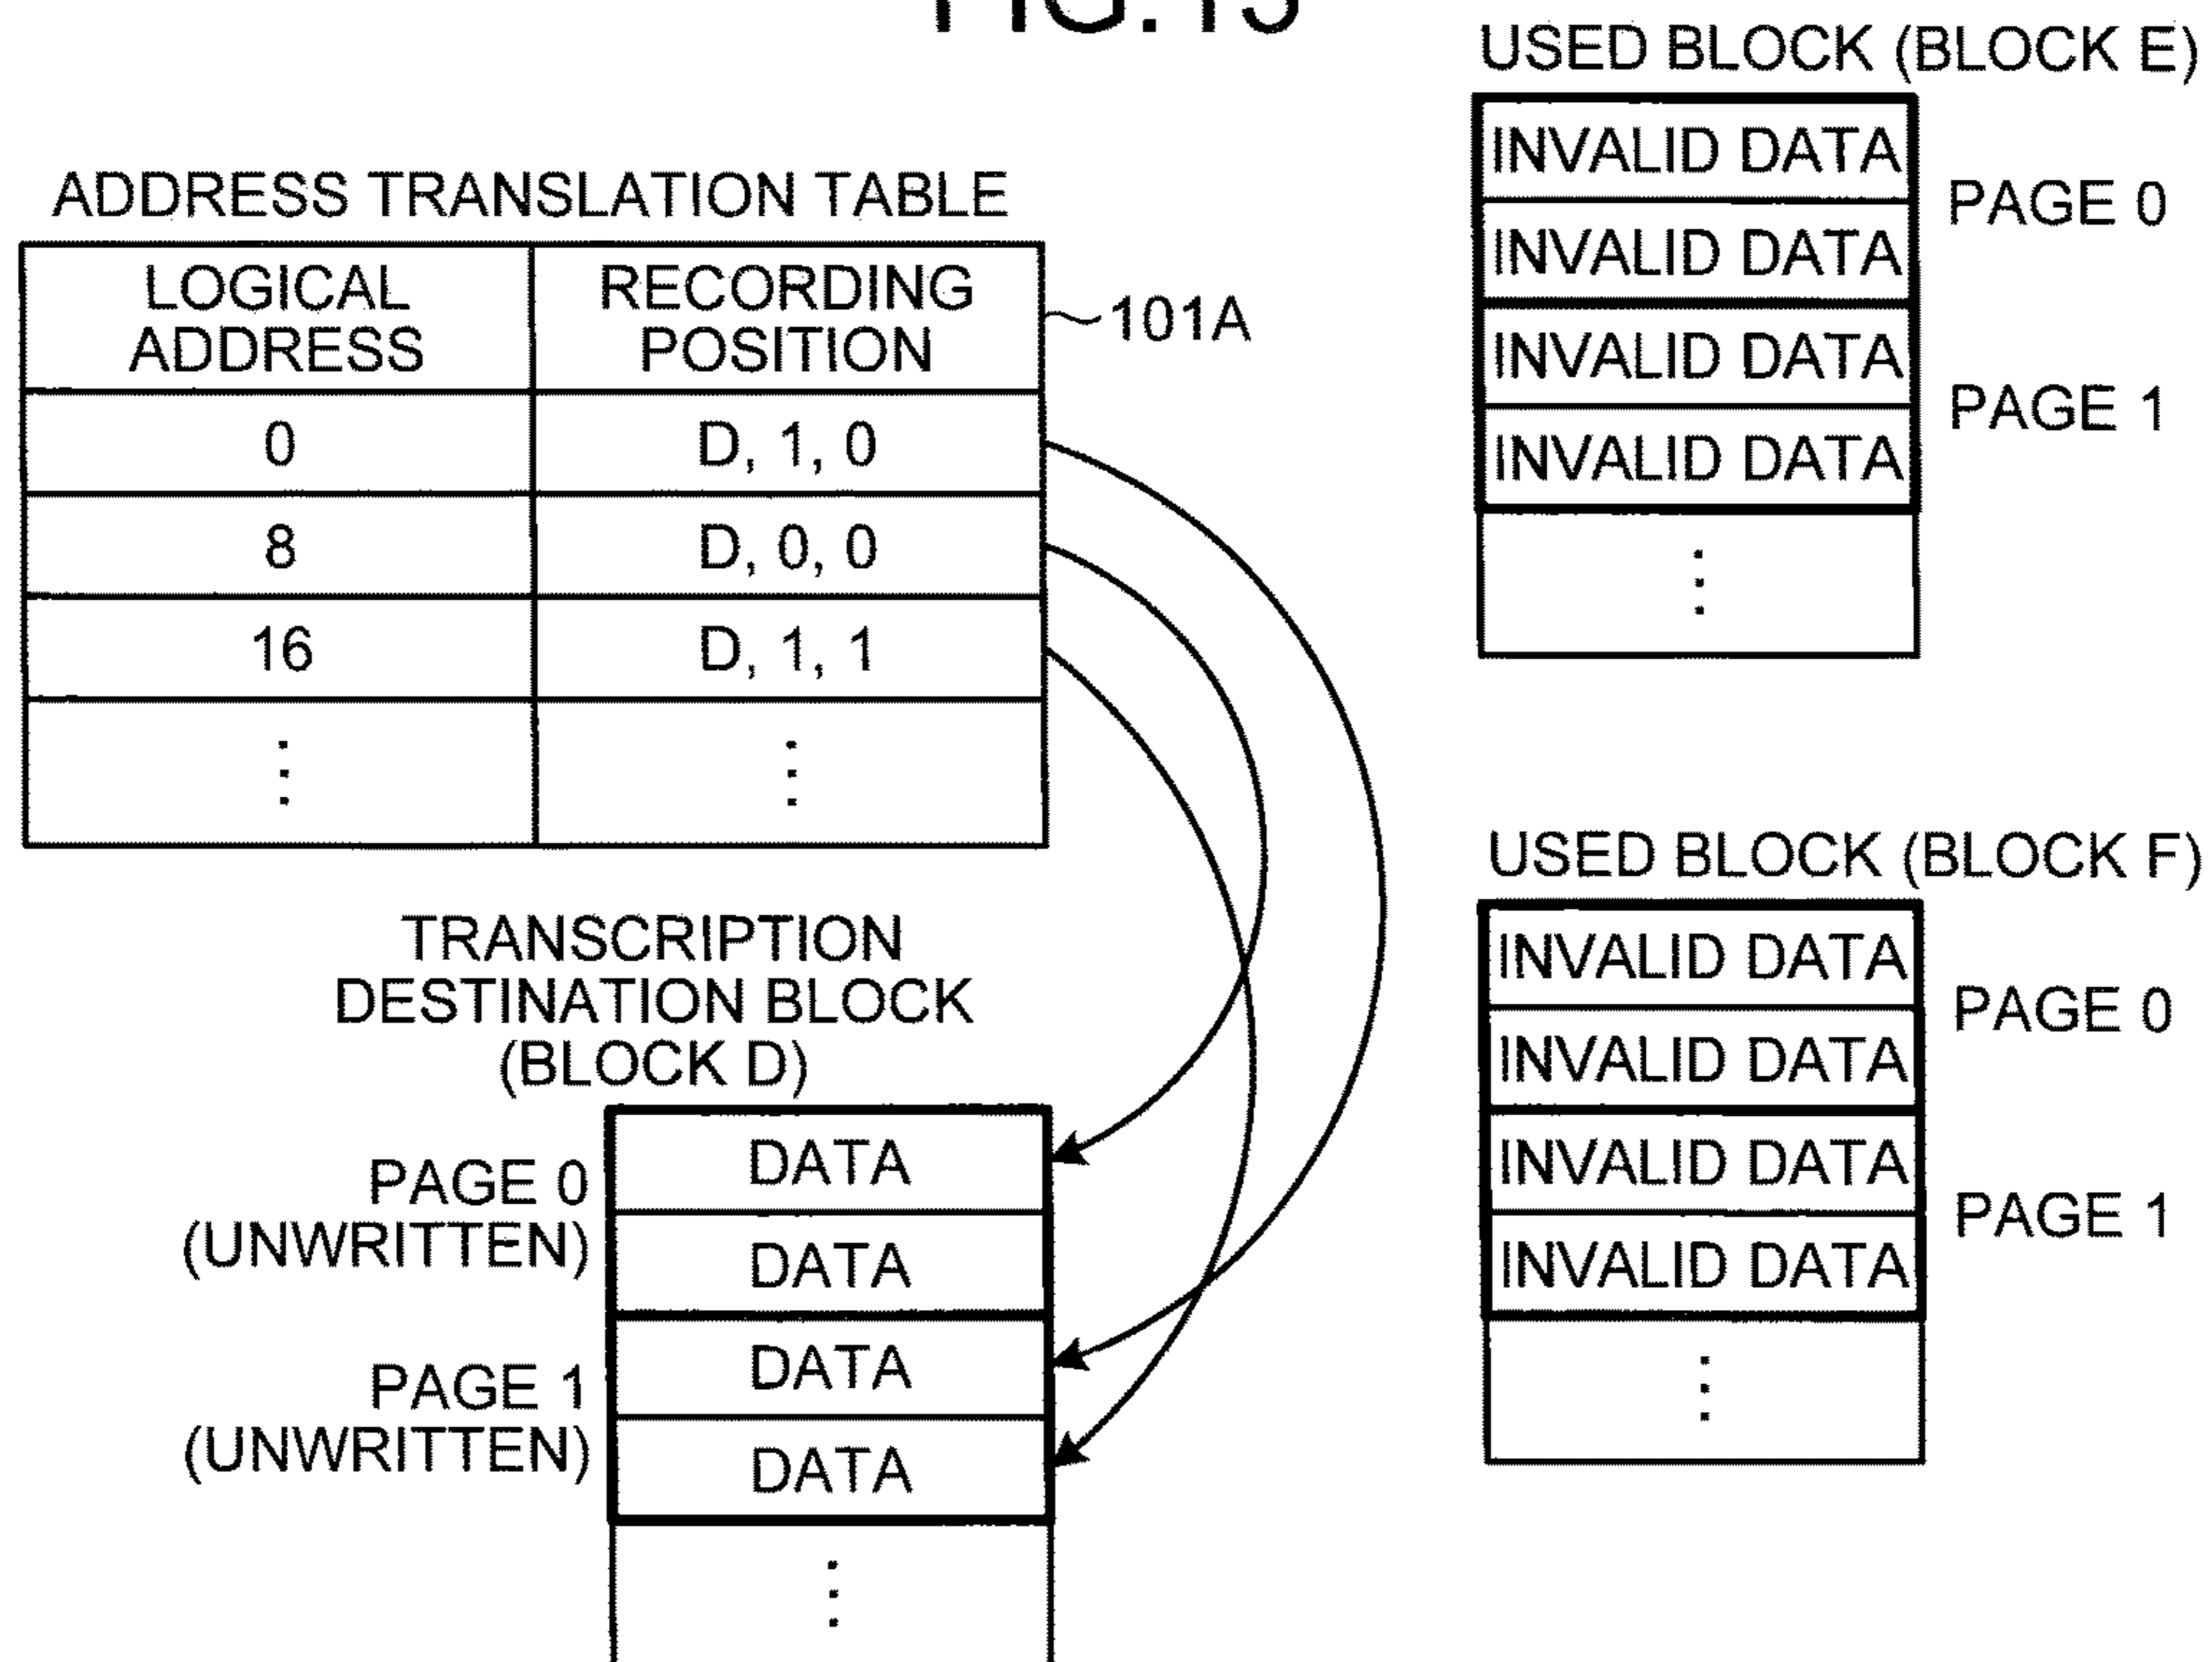 FIG.13
ADDRESS TRANSLATION TABLE
LOGICAL ADDRESS
RECORDING POSITION
101A
0
D, 1, 0
8
D, 0, 0
16
D, 1, 1
TRANSCRIPTION
DESTINATION BLOCK
(BLOCK D)
PAGE 0
(UNWRITTEN)
DATA
DATA
PAGE 1
(UNWRITTEN)
DATA
DATA
USED BLOCK (BLOCK E)
INVALID DATA
INVALID DATA
PAGE 0
INVALID DATA
INVALID DATA
PAGE 1
USED BLOCK (BLOCK F)
INVALID DATA
INVALID DATA
PAGE 0
INVALID DATA
INVALID DATA
PAGE 1